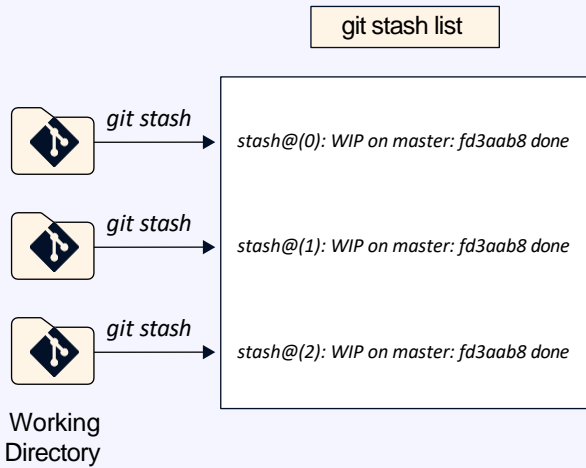 git stash list
git stash
stash@(0): WIP on master: fd3aab8 done
git stash
stash@(1): WIP on master: fd3aab8 done
git stash
stash@(2): WIP on master: fd3aab8 done
Working
Directory